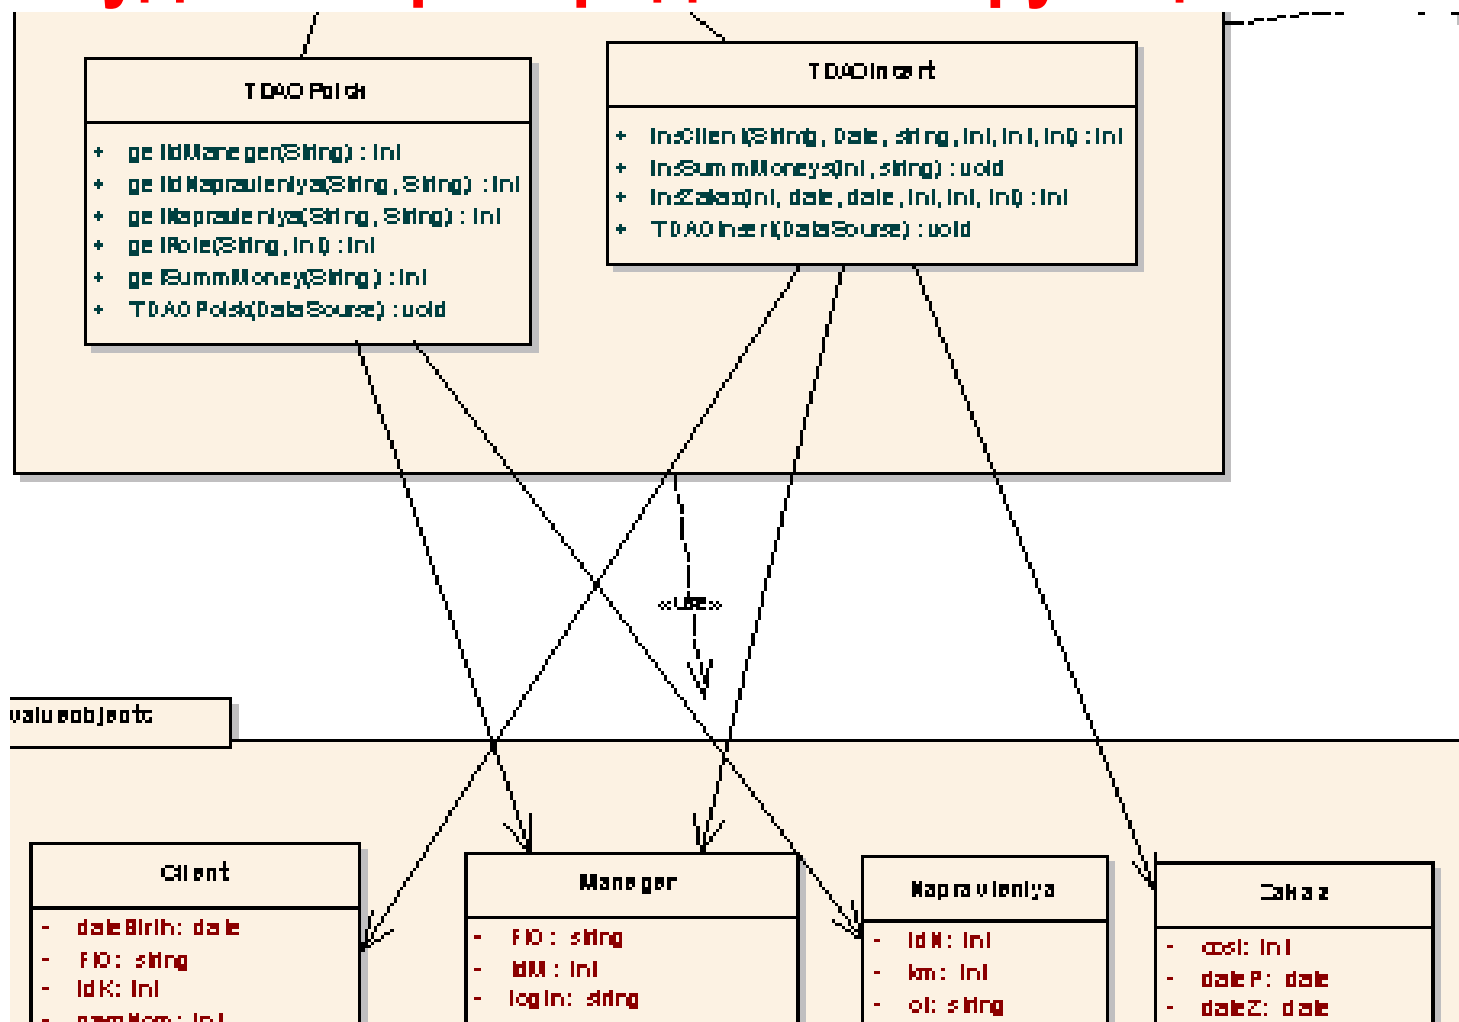 TDAOPoisk
+ getIdManeger(String) : int
+ getIdNapravleniya(String, String) : int
+ getNapravleniya(String, String) : int
+ getRole(String, int) : int
+ getSummMoney(String) : int
+ TDAOPoisk(DataSourse) : void
TDAOInsert
+ insClient(String, Date, string, int, int, int) : int
+ insSummMoneys(int, string) : void
+ insZakaz(int, date, date, int, int, int) : int
+ TDAOInsert(DataSourse) : void
«use»
valueobjects
Client
- dateBirth: date
- FIO: string
- idK: int
Maneger
- FIO: string
- idM: int
- login: string
Napravleniya
- idN: int
- km: int
- ot: string
Zakaz
- cost: int
- dateP: date
- dateZ: date